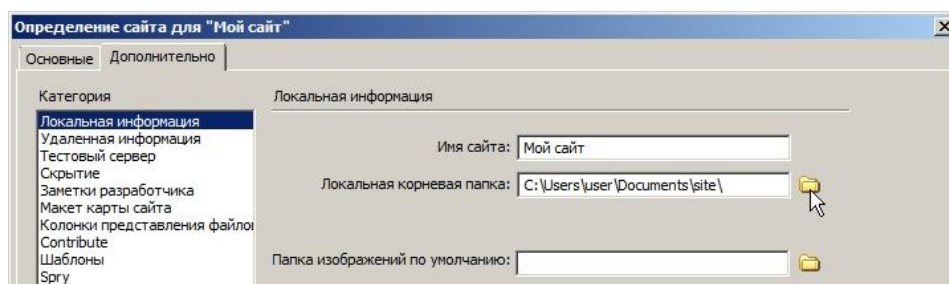 Определение сайта для "Мой сайт"
Основные Дополнительно
Категория
Локальная информация
Удаленная информация
Тестовый сервер
Скрытие
Заметки разработчика
Макет карты сайта
Колонки представления файлов
Contribute
Шаблоны
Spry
Локальная информация
Имя сайта: Мой сайт
Локальная корневая папка: C:\Users\user\Documents\site\
Папка изображений по умолчанию: